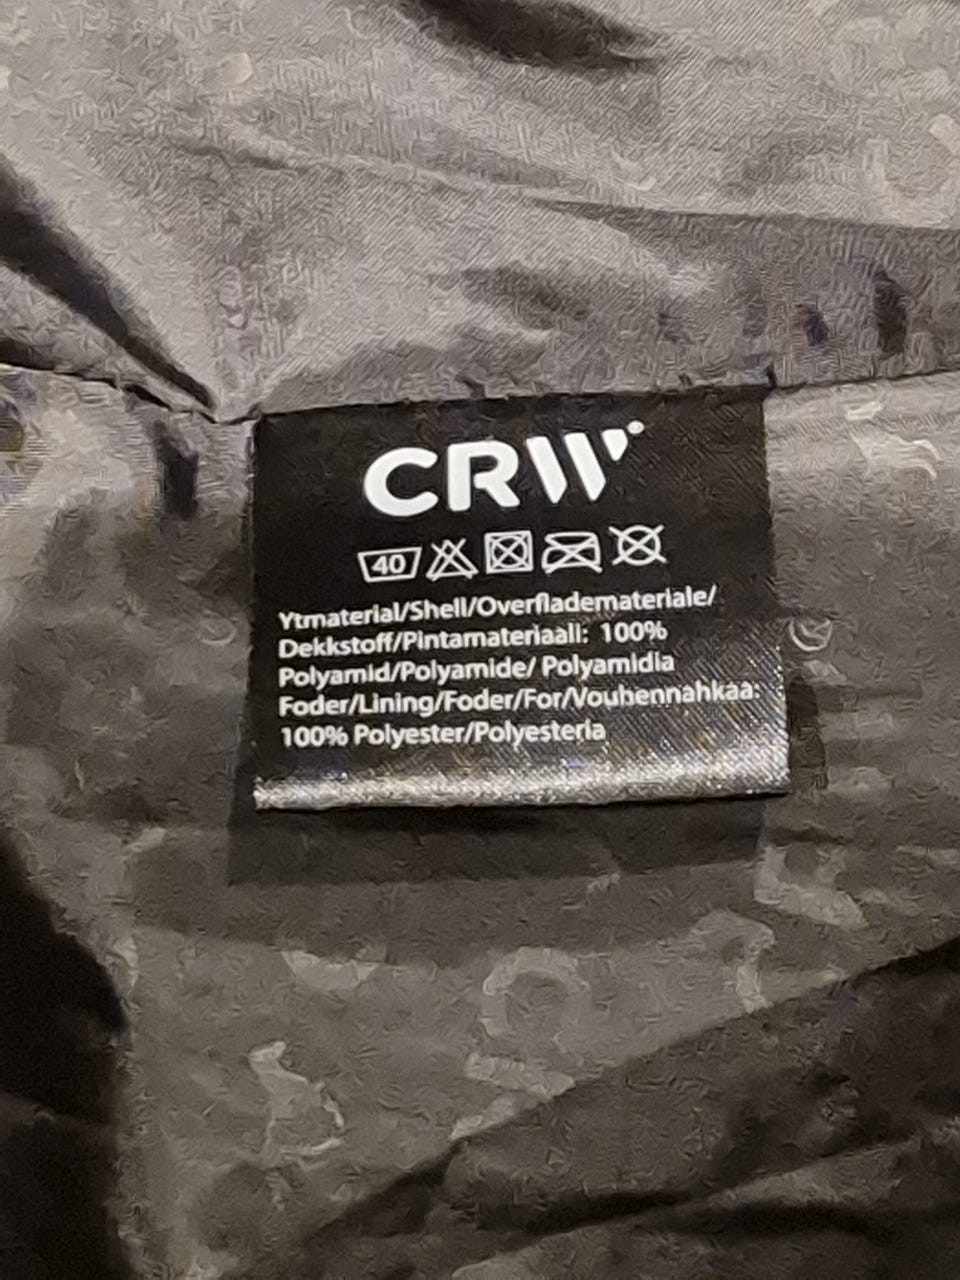 CRW
40
Ytmaterial/Shell/Overflademateriale/
Dekkstoff/Pintamateriaali: 100%
Polyamid/Polyamide/ Polyamidia
Foder/Lining/Foder/For/Vouhennahkaa:
100% Polyester/Polyesteria